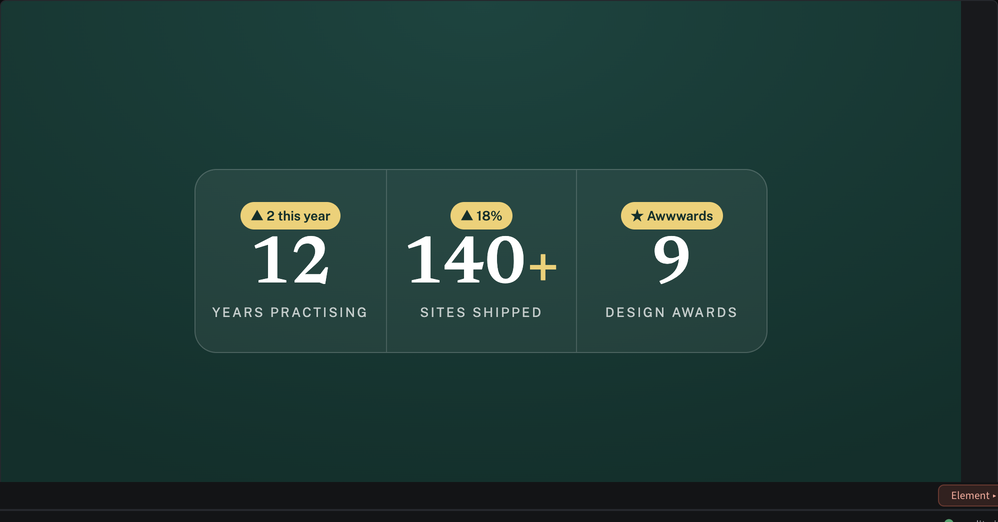 ▲ 2 this year
12
YEARS PRACTISING
▲ 18%
140+
SITES SHIPPED
★ Awwwards
9
DESIGN AWARDS
Element ▸